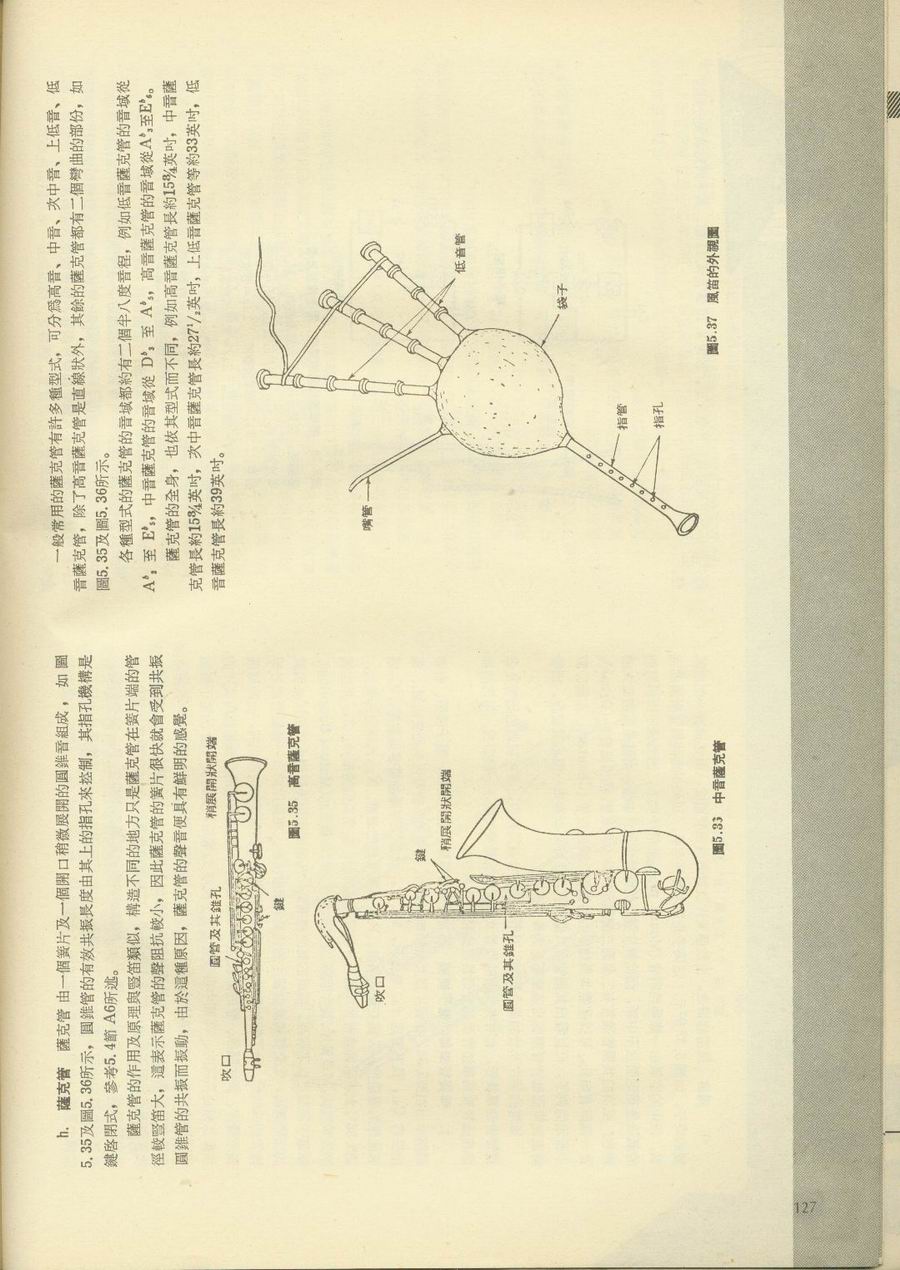 h. 薩克管 薩克管由一個簧片及一個開口稍微展開的圓錐音組成，如圖
5.35及圖5.36所示，圓錐管的有效共振長度由其上的指孔來控制，其指孔機構是
鍵啓閉式，參考5.4節 A6所述。
薩克管的作用及原理與豎笛類似，構造不同的地方只是薩克管在簧片端的管
徑較豎笛大，這表示薩克管的聲阻抗較小，因此薩克管的簧片很快就會受到共振
圓錐管的共振而振動，由於這種原因，薩克管的聲音便具有鮮明的感覺。
吹口
圓管及其錐孔
鍵
稍展開狀開端
圖5.35 高音薩克管
吹口
鍵
稍展開狀開端
圓管及其錐孔
圖5.33 中音薩克管
一般常用的薩克管有許多種型式，可分爲高音、中音、次中音、上低音、低
音薩克管，除了高音薩克管是直線狀外，其餘的薩克管都有二個彎曲的部份，如
圖5.35及圖5.36所示。
各種型式的薩克管的音域都約有二個半八度音程，例如低音薩克管的音域從
A♭₂ 至 E♭₅，中音薩克管的音域從 D♭₃ 至 A♭₅，高音薩克管的音域從A♭₃至E♭₆。
薩克管的全身，也依其型式而不同，例如高音薩克管長約15¾英吋，中音薩
克管長約15¾英吋，次中音薩克管長約27½英吋，上低音薩克管等約33英吋，低
音薩克管長約39英吋。
嘴管
低音管
袋子
指管
指孔
圖5.37 風笛的外視圖
127